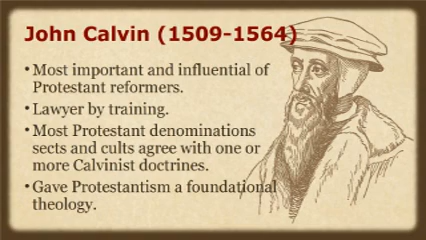 John Calvin (1509-1564)
• Most important and influential of
Protestant reformers.
• Lawyer by training.
• Most Protestant denominations
sects and cults agree with one or
more Calvinist doctrines.
• Gave Protestantism a foundational
theology.